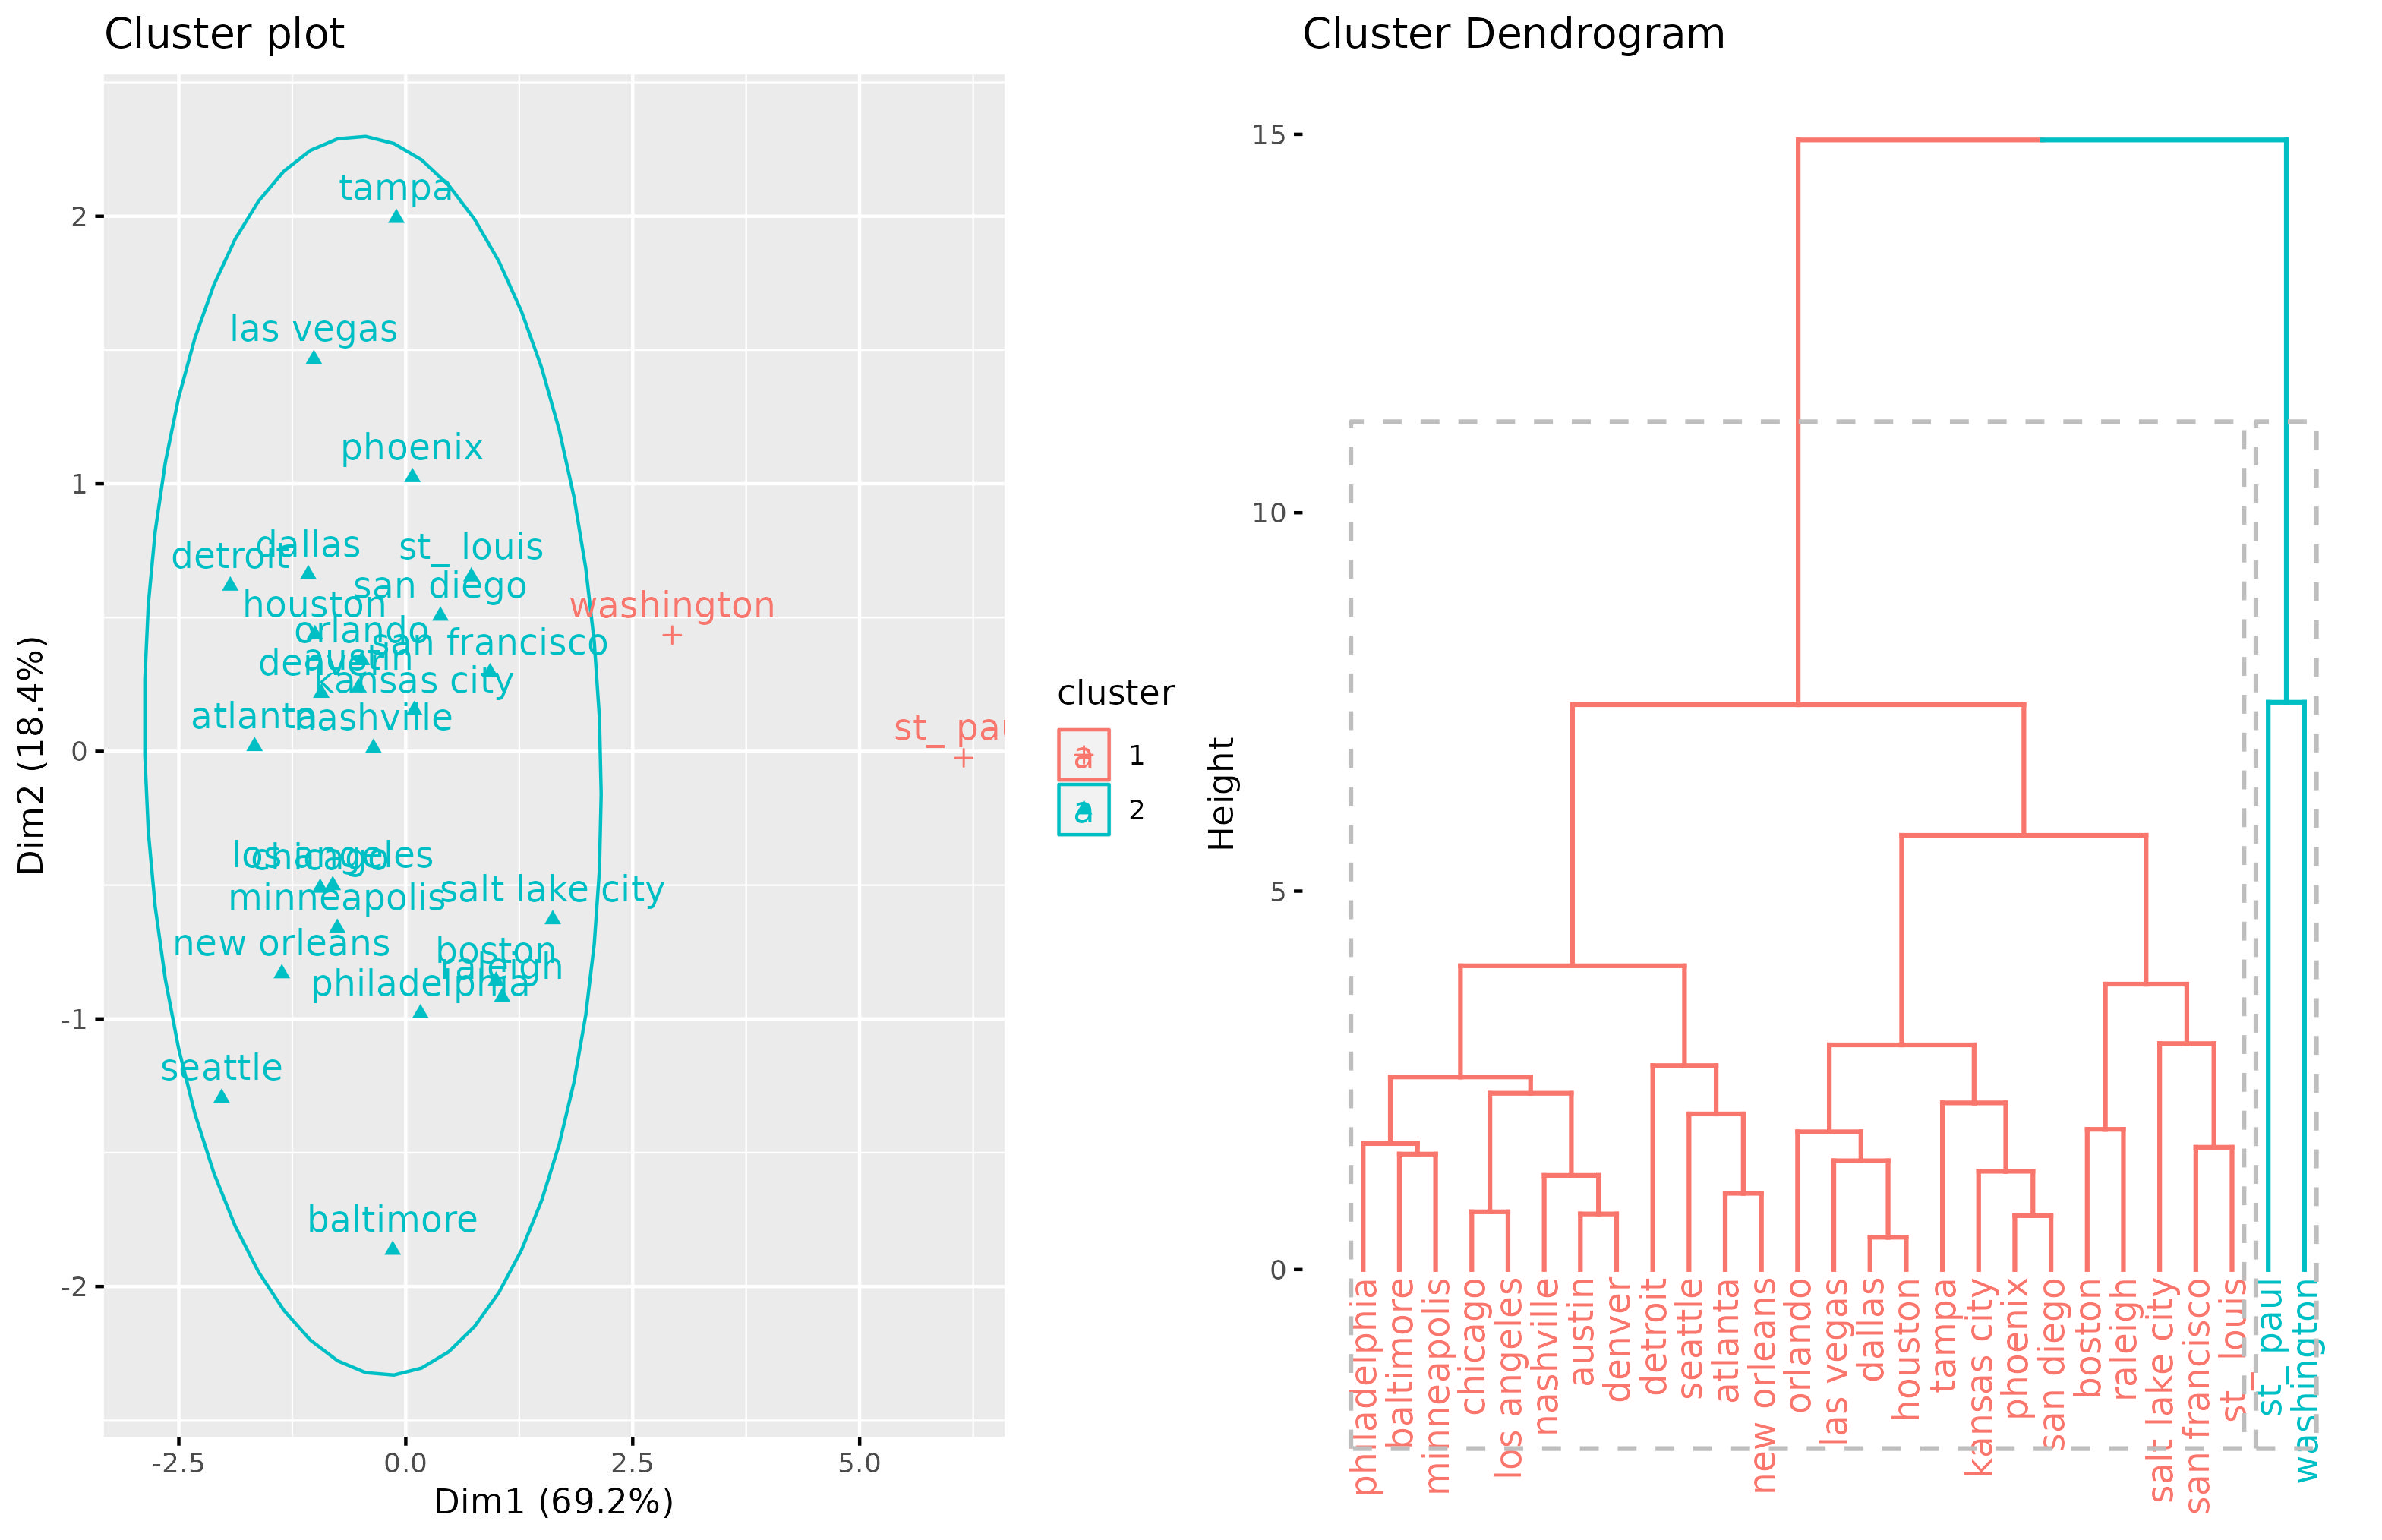 Cluster plot
Dim2 (18.4%)
2
1
0
-1
-2
tampa
las vegas
phoenix
dallas
st_ louis
detroit
san diego
houston
washington
orlando
san francisco
austin
denver
kansas city
atlanta
nashville
st_ pau
los angeles
chicago
salt lake city
minneapolis
new orleans
boston
raleigh
philadelphia
seattle
baltimore
-2.5
0.0
2.5
5.0
Dim1 (69.2%)
cluster
a
1
a
2
Cluster Dendrogram
Height
15
10
5
0
philadelphia
baltimore
minneapolis
chicago
los angeles
nashville
austin
denver
detroit
seattle
atlanta
new orleans
orlando
las vegas
dallas
houston
tampa
kansas city
phoenix
san diego
boston
raleigh
salt lake city
san francisco
st_ louis
st_ paul
washington